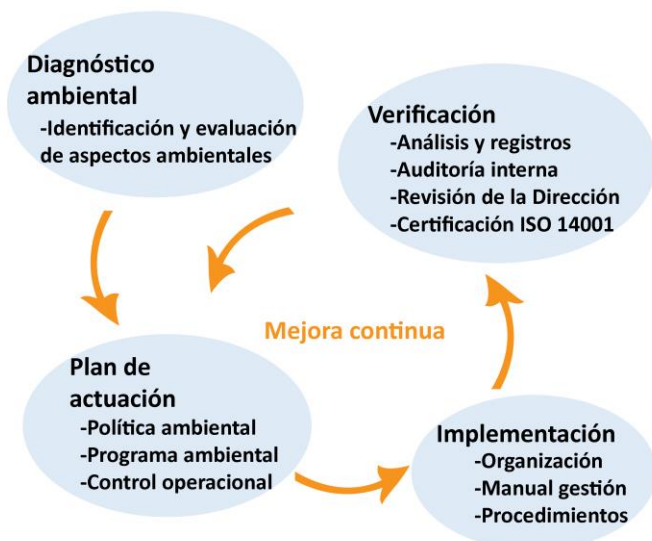 Diagnóstico
ambiental
-Identificación y evaluación
de aspectos ambientales
Verificación
-Análisis y registros
-Auditoría interna
-Revisión de la Dirección
-Certificación ISO 14001
Mejora continua
Plan de
actuación
-Política ambiental
-Programa ambiental
-Control operacional
Implementación
-Organización
-Manual gestión
-Procedimientos